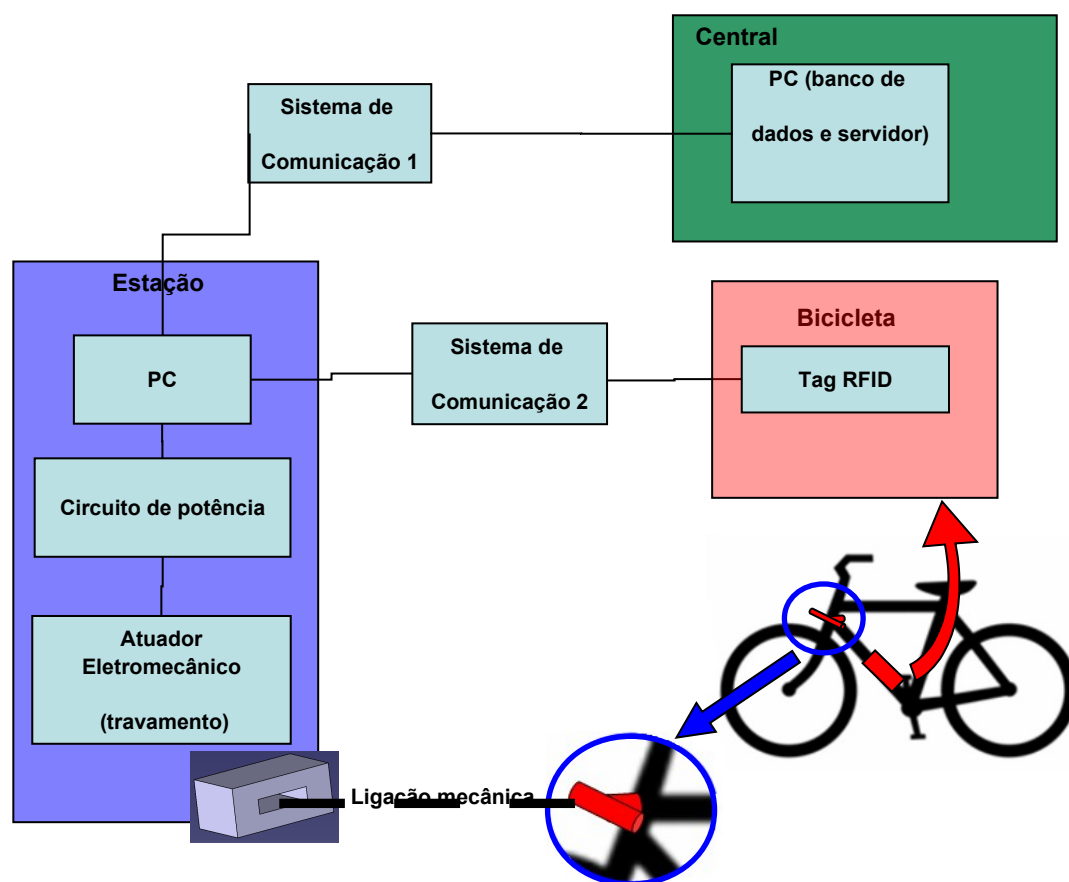 Central
PC (banco de
dados e servidor)
Sistema de
Comunicação 1
Estação
PC
Sistema de
Comunicação 2
Bicicleta
Tag RFID
Circuito de potência
Atuador
Eletromecânico
(travamento)
Ligação mecânica